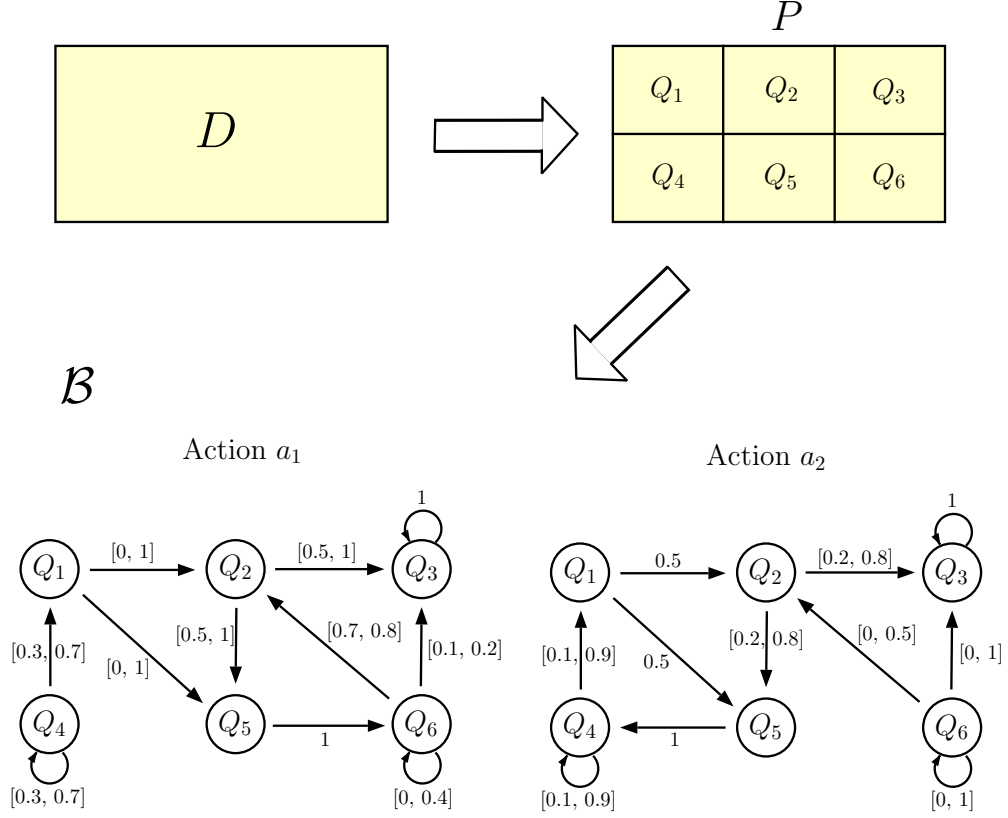 P
D
Q1 Q2 Q3
Q4 Q5 Q6
ℬ
Action a1
Action a2
1
[0, 1]
[0.5, 1]
Q1
Q2
Q3
[0.3, 0.7]
[0, 1]
[0.5, 1]
[0.7, 0.8]
[0.1, 0.2]
Q4
Q5
Q6
1
[0.3, 0.7]
[0, 0.4]
1
0.5
[0.2, 0.8]
Q1
Q2
Q3
[0.1, 0.9]
0.5
[0.2, 0.8]
[0, 0.5]
[0, 1]
Q4
Q5
Q6
1
[0.1, 0.9]
[0, 1]